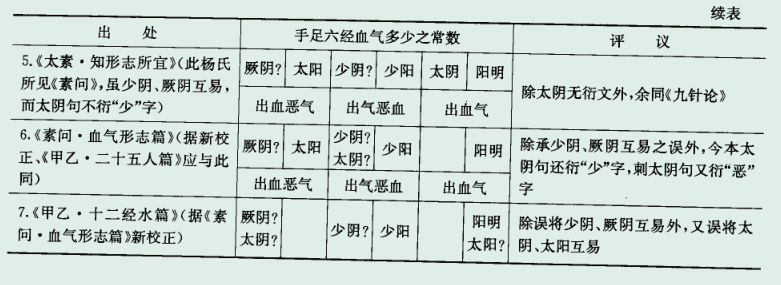 续表
出 处
手足六经血气多少之常数
评 议
5.《太素·知形志所宜》(此杨氏
所见《素问》,虽少阴、厥阴互易,
而太阴句不衍“少”字)
厥阴? 太阳 少阴? 少阳 太阴 阳明
出血恶气 出气恶血 出血气
除太阴无衍文外,余同《九针论》
6.《素问·血气形志篇》(据新校
正、《甲乙·二十五人篇》应与此
同)
厥阴? 太阳 少阴? 少阳 阳明
太阴?
出血恶气 出气恶血 出血气
除承少阴、厥阴互易之误外,今本太
阴句还衍“少”字,刺太阴句又衍“恶”
字
7.《甲乙·十二经水篇》(据《素
问·血气形志篇》新校正)
厥阴? 少阴? 少阳 阳明
太阴? 太阳?
除误将少阴、厥阴互易外,又误将太
阴、太阳互易